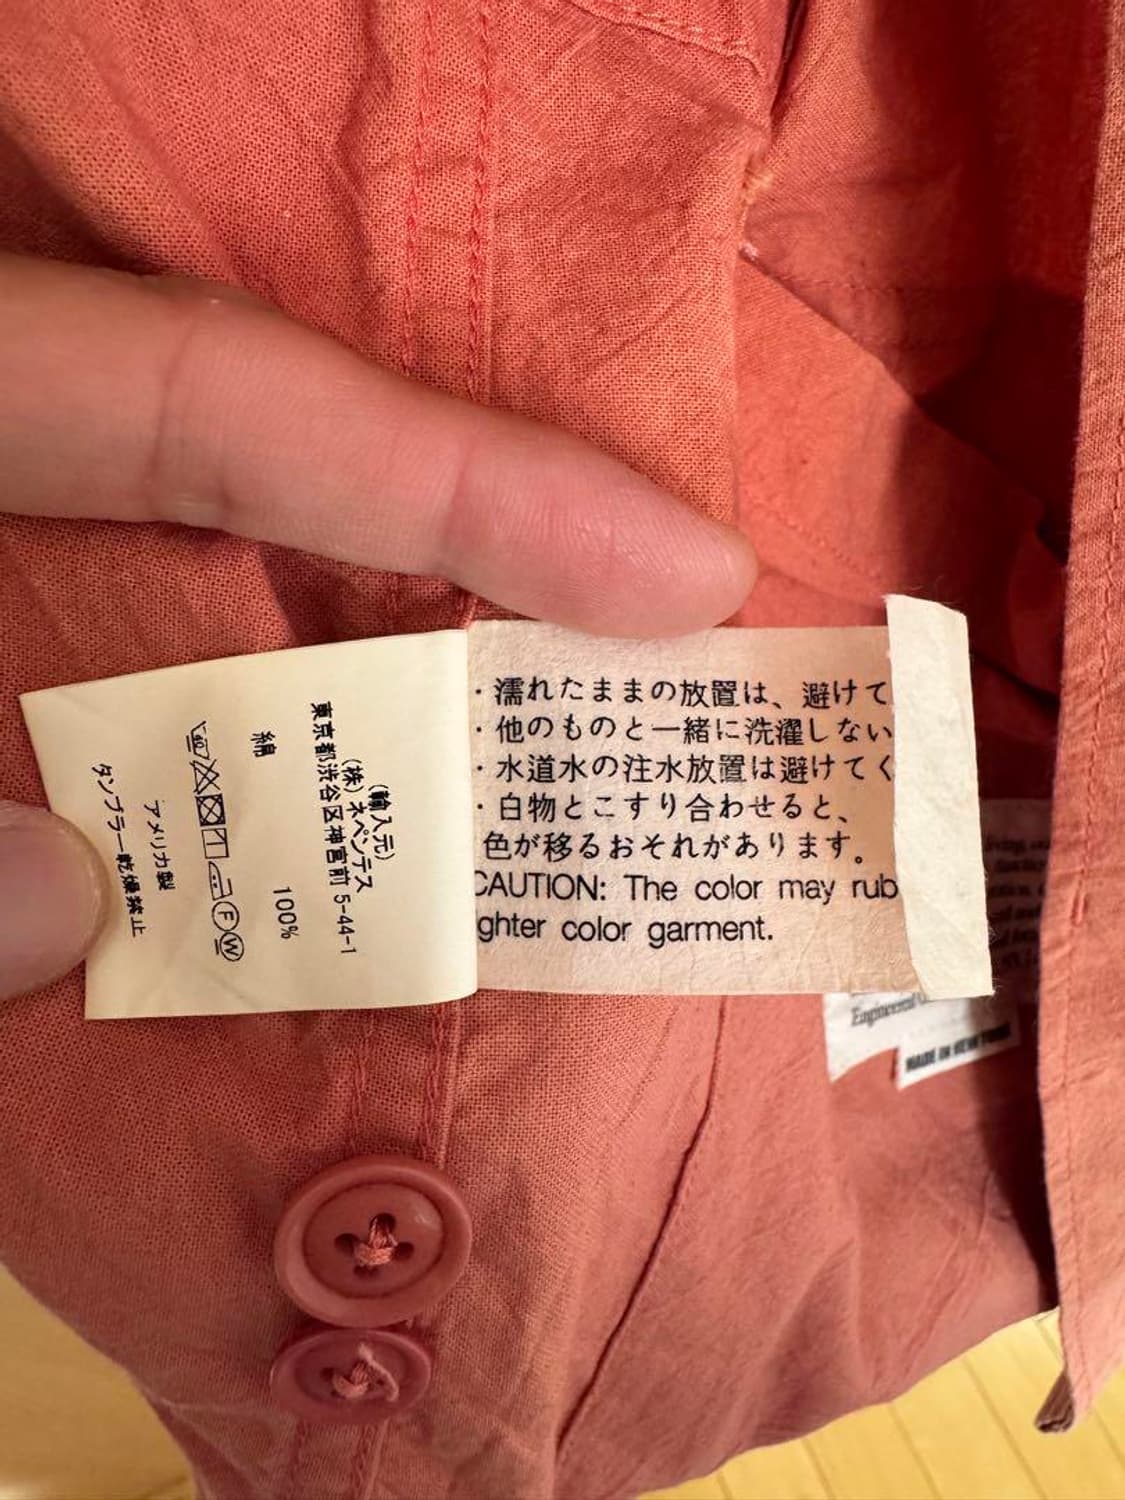 (輸入元)
(株)ネペンテス
東京都渋谷区神宮前 5-44-1
綿 100%
40
F W
アメリカ製
タンブラー乾燥禁止
・濡れたままの放置は、避けて
・他のものと一緒に洗濯しない
・水道水の注水放置は避けてく
・白物とこすり合わせると、
色が移るおそれがあります。
CAUTION: The color may rub
ghter color garment.
Engineered
MADE IN NEW YORK